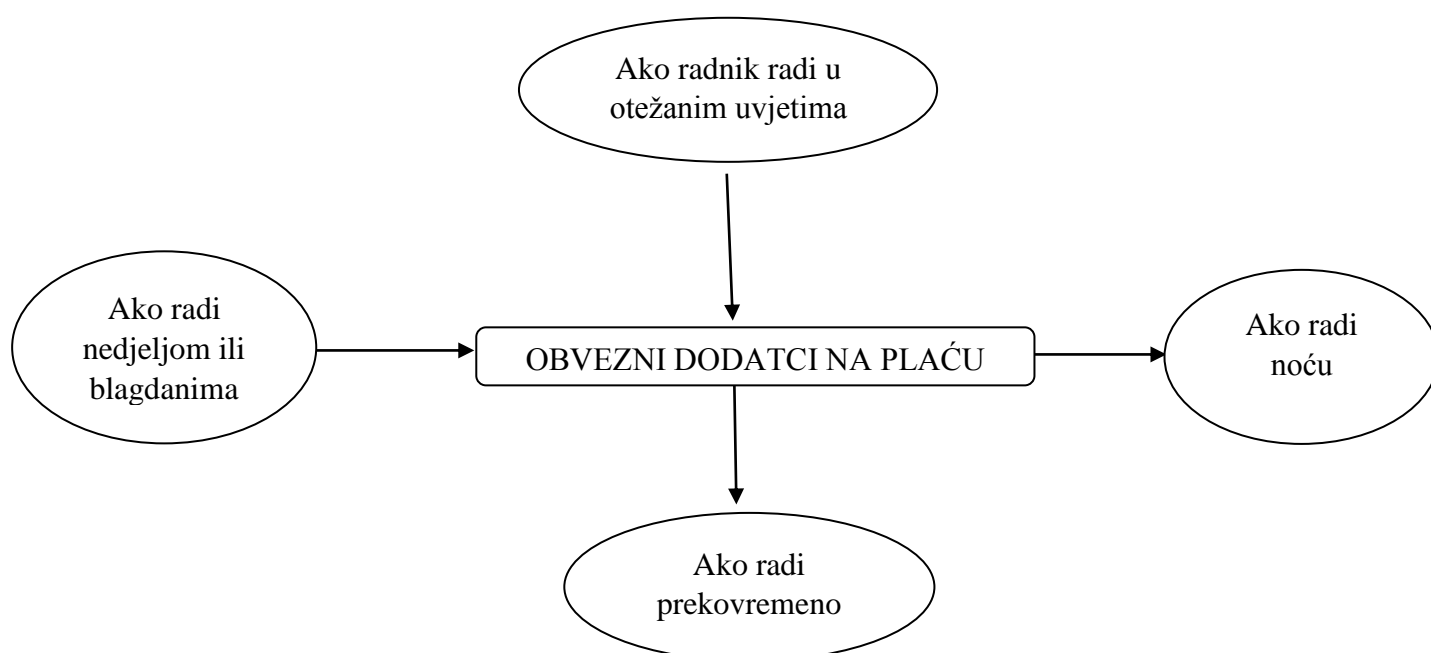 Ako radnik radi u
otežanim uvjetima
Ako radi
nedjeljom ili
blagdanima
OBVEZNI DODATCI NA PLAĆU
Ako radi
noću
Ako radi
prekovremeno